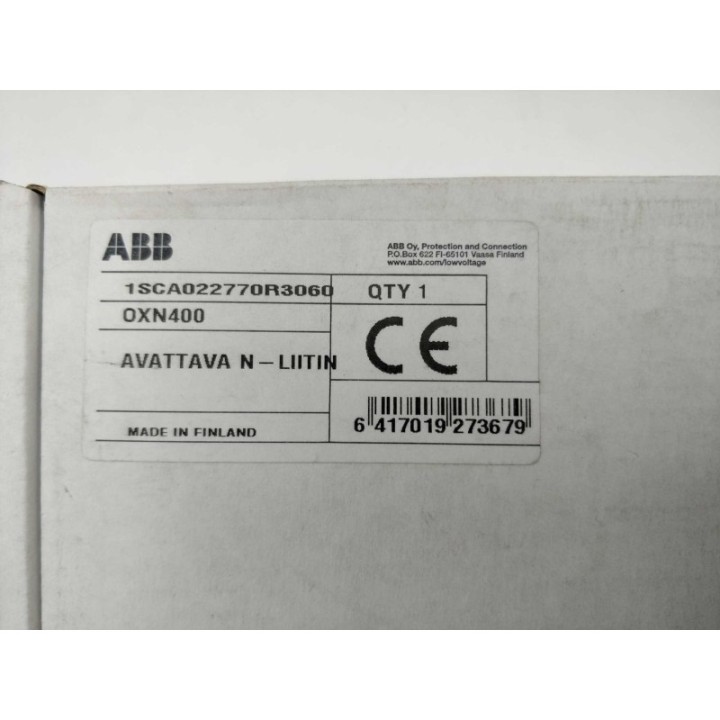 ABB
ABB Oy, Protection and Connection
P.O.Box 622 FI-65101 Vaasa Finland
www.abb.com/lowvoltage
1SCA022770R3060
QTY 1
OXN400
CE
AVATTAVA N-LIITIN
MADE IN FINLAND
6 417019 273679